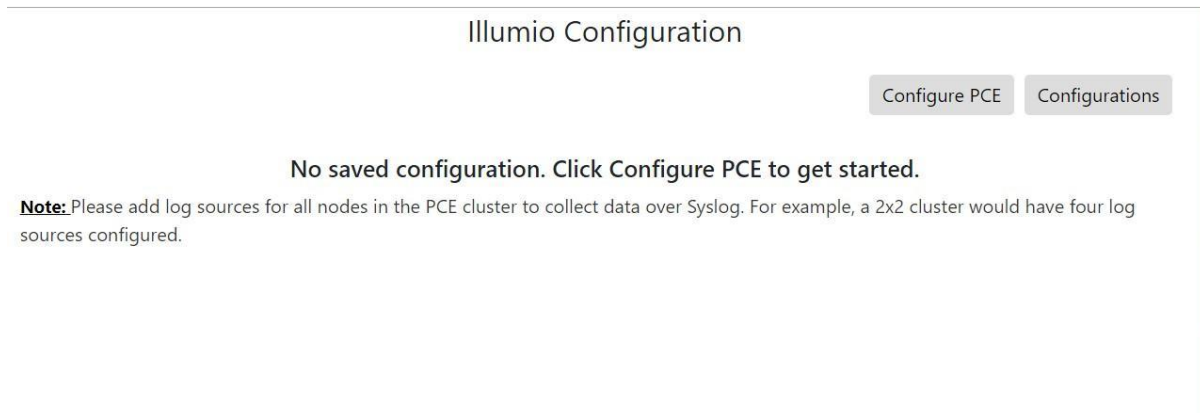 Illumio Configuration
Configure PCE
Configurations
No saved configuration. Click Configure PCE to get started.
Note: Please add log sources for all nodes in the PCE cluster to collect data over Syslog. For example, a 2x2 cluster would have four log
sources configured.